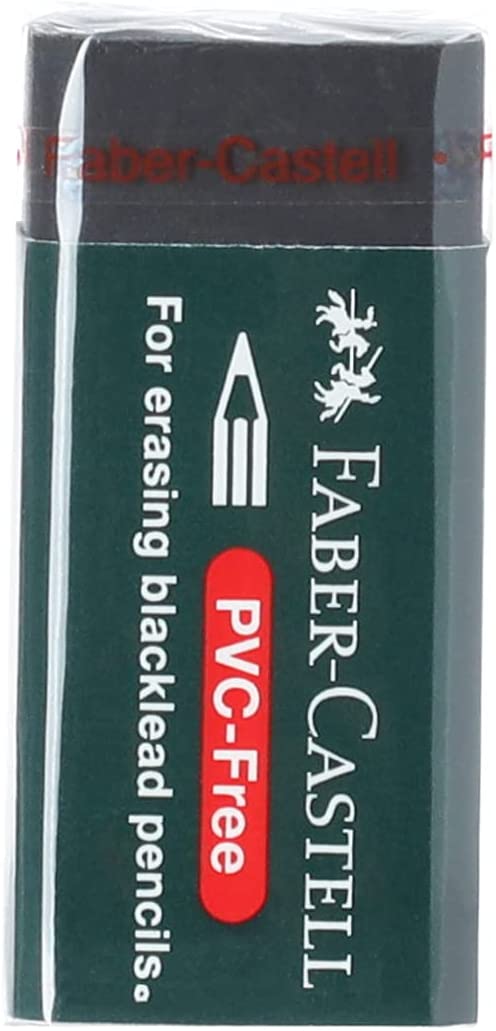 Faber-Castell
FABER-CASTELL
PVC-Free
For erasing blacklead pencils.